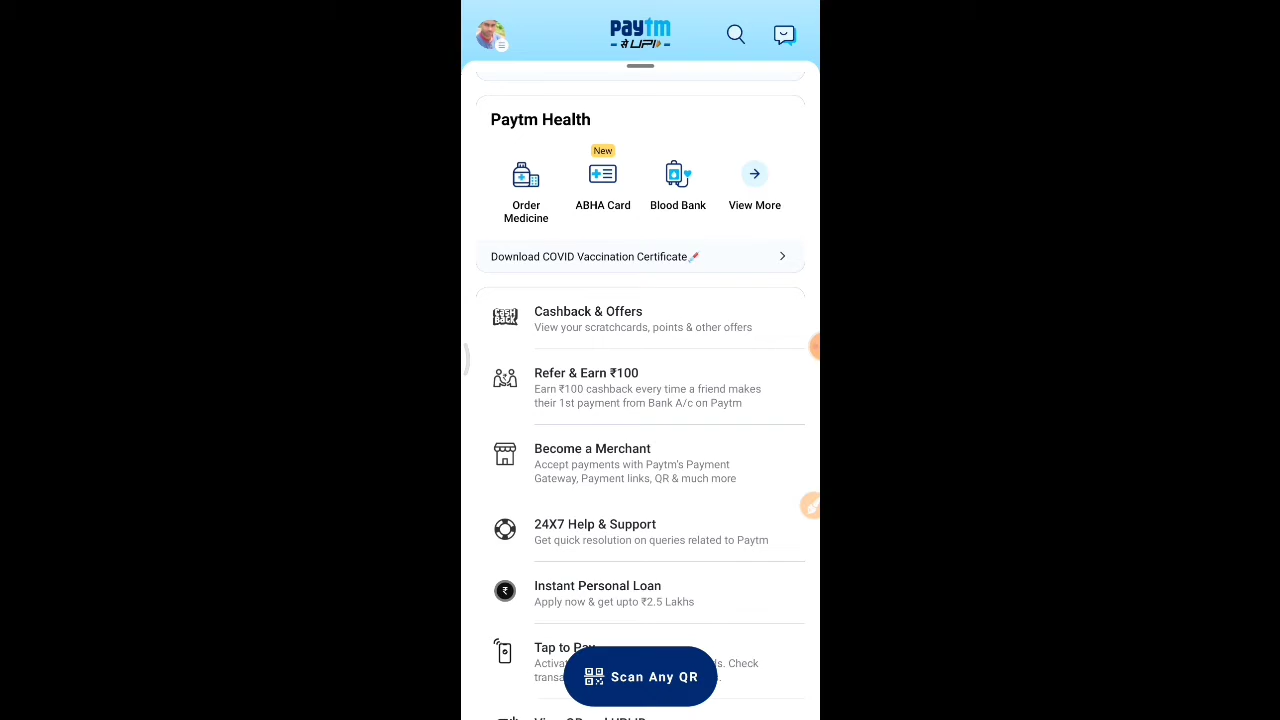 paytm
से UPI
Paytm Health
New
Order
Medicine
ABHA Card
Blood Bank
View More
Download COVID Vaccination Certificate
CASH
BACK
Cashback & Offers
View your scratchcards, points & other offers
Refer & Earn ₹100
Earn ₹100 cashback every time a friend makes
their 1st payment from Bank A/c on Paytm
Become a Merchant
Accept payments with Paytm's Payment
Gateway, Payment links, QR & much more
24X7 Help & Support
Get quick resolution on queries related to Paytm
₹
Instant Personal Loan
Apply now & get upto ₹2.5 Lakhs
Tap to Pay
Check
Scan Any QR